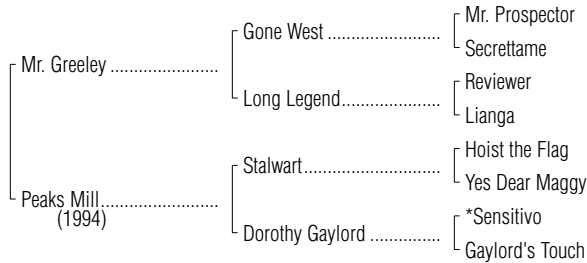 Mr. Prospector
Gone West ......................
Secrettame
Mr. Greeley .....................
Reviewer
Long Legend...................
Lianga
Hoist the Flag
Stalwart..........................
Yes Dear Maggy
Peaks Mill .....................
(1994)
*Sensitivo
Dorothy Gaylord .............
Gaylord's Touch